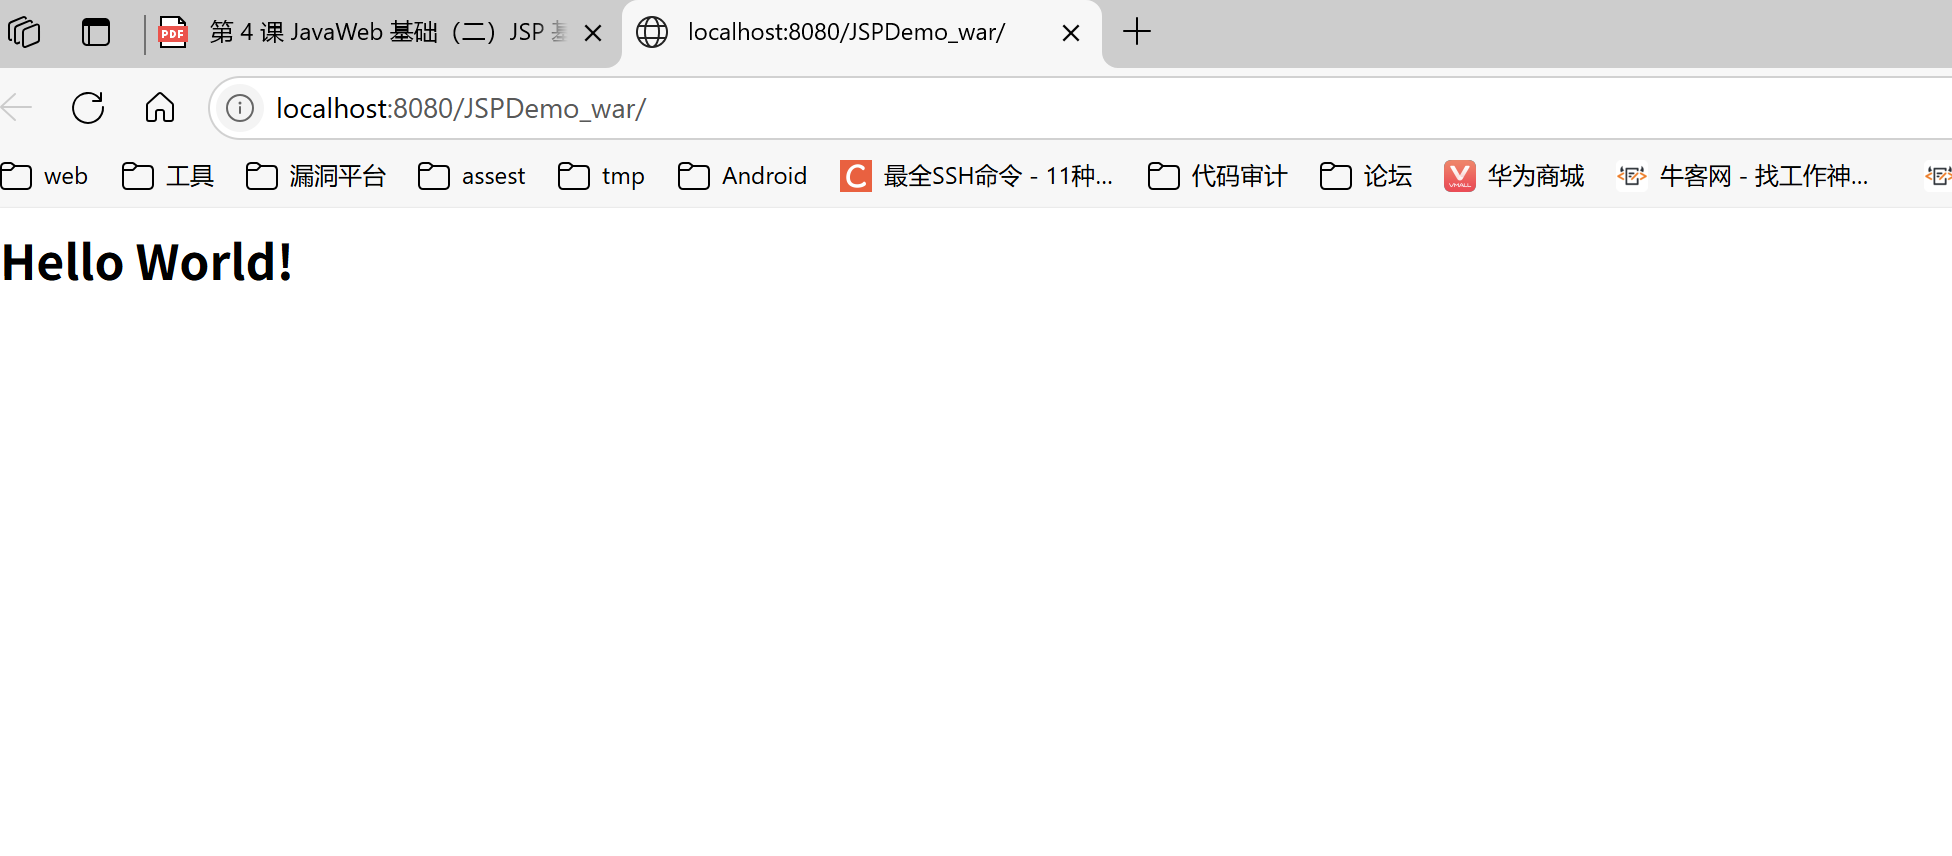 PDF 第 4 课 JavaWeb 基础（二）JSP localhost:8080/JSPDemo_war/
localhost:8080/JSPDemo_war/
web 工具 漏洞平台 assest tmp Android C 最全SSH命令 - 11种... 代码审计 论坛 VMALL 华为商城 牛客网 - 找工作神...
Hello World!